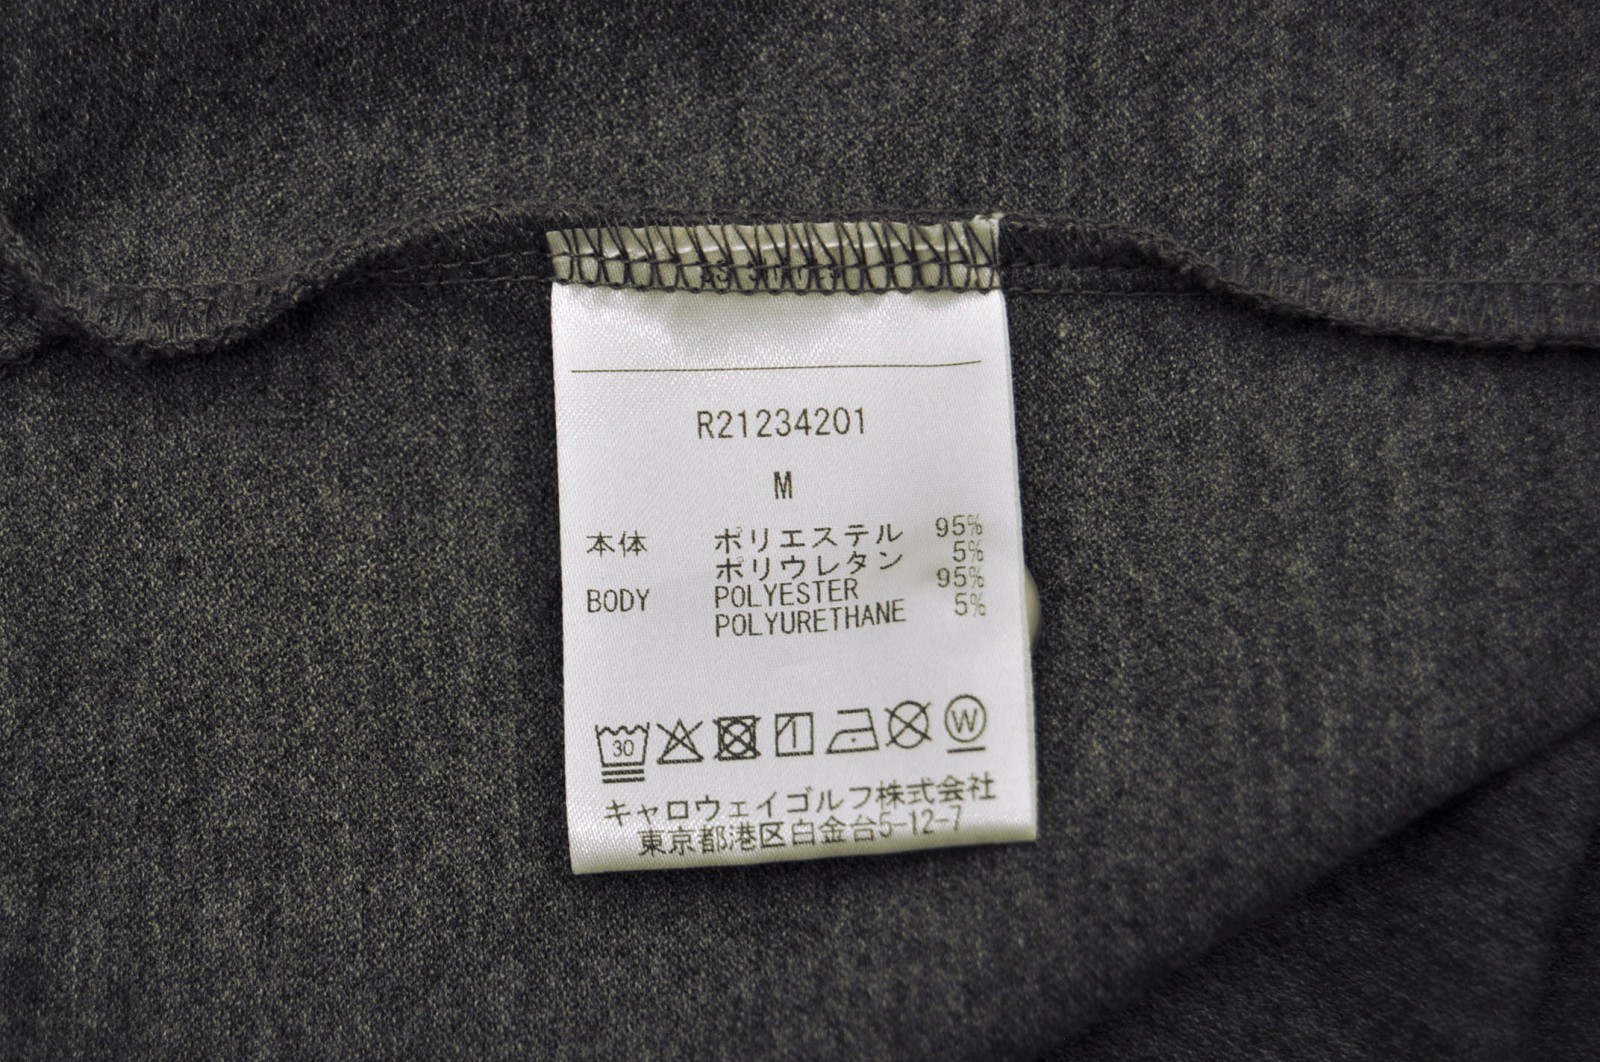 R21234201
M
本体 ポリエステル 95%
ポリウレタン 5%
BODY POLYESTER 95%
POLYURETHANE 5%
30
W
キャロウェイゴルフ株式会社
東京都港区白金台5-12-7